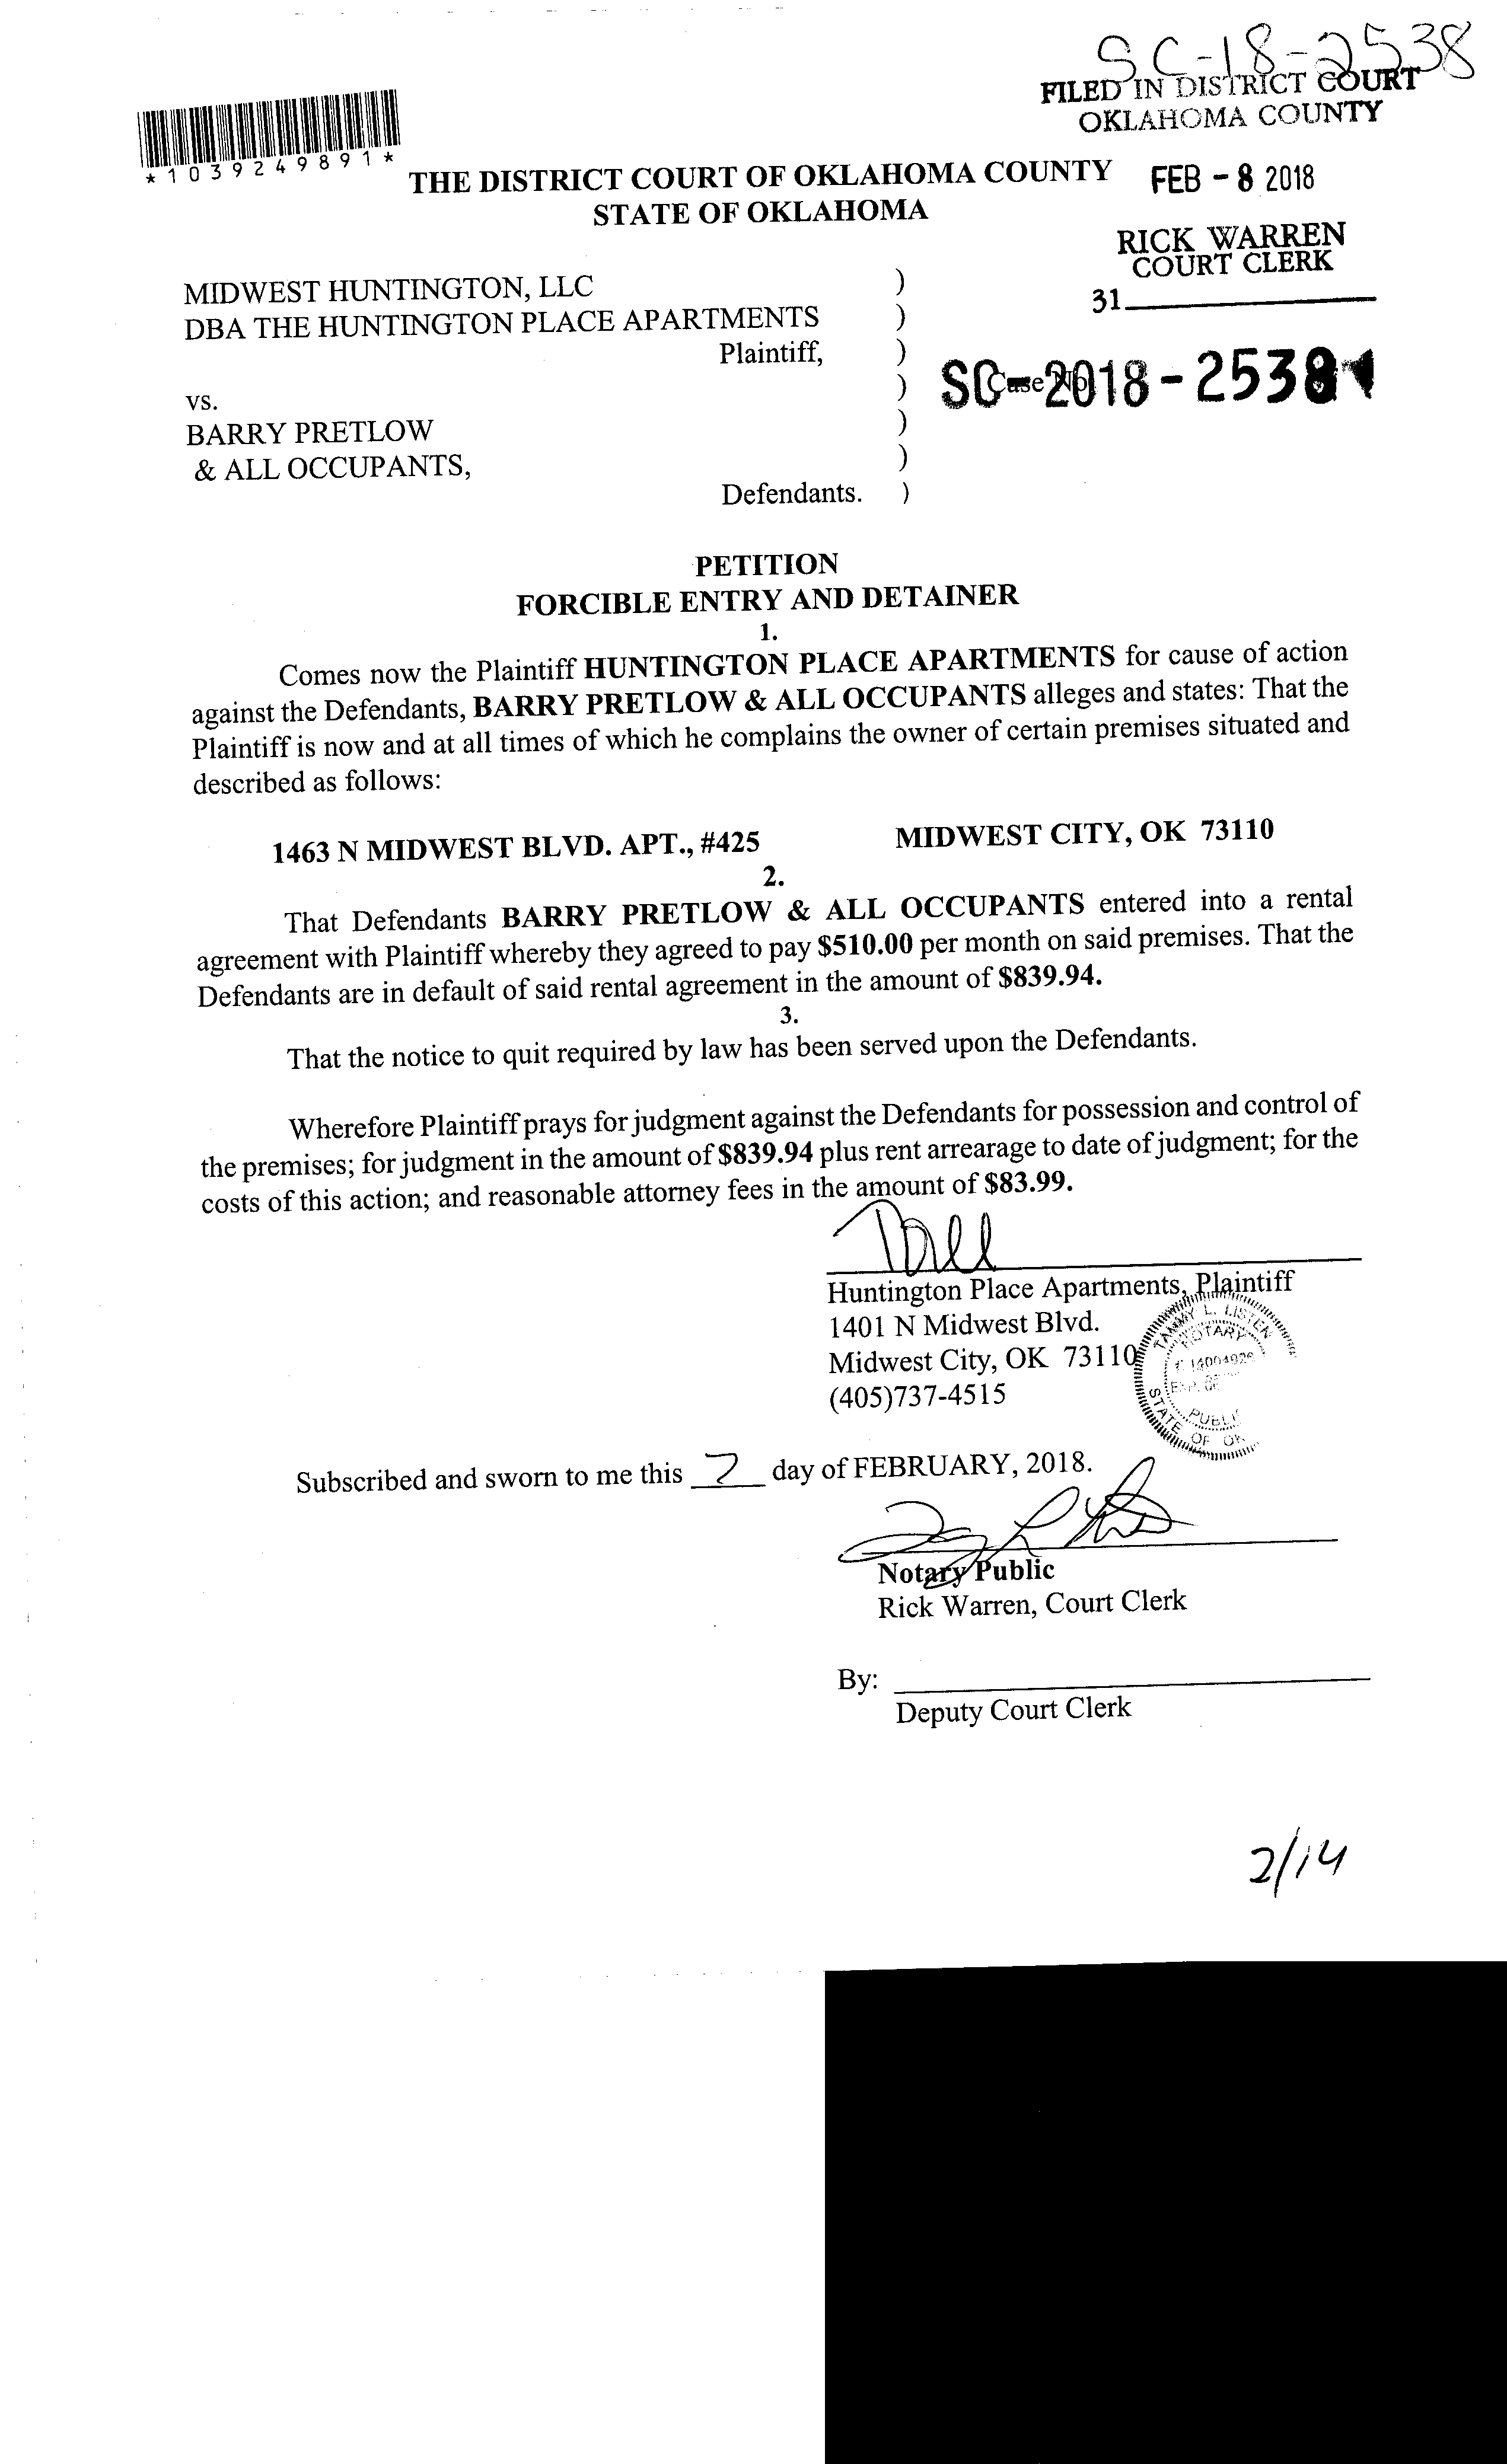 SC-18-2538
FILED IN DISTRICT COURT
OKLAHOMA COUNTY
*1039249891*
THE DISTRICT COURT OF OKLAHOMA COUNTY
STATE OF OKLAHOMA
FEB - 8 2018
RICK WARREN
COURT CLERK
31
MIDWEST HUNTINGTON, LLC )
DBA THE HUNTINGTON PLACE APARTMENTS )
Plaintiff, )
) Case No. SC-2018-2538
vs.
BARRY PRETLOW )
& ALL OCCUPANTS, )
Defendants. )
PETITION
FORCIBLE ENTRY AND DETAINER
1.
Comes now the Plaintiff HUNTINGTON PLACE APARTMENTS for cause of action
against the Defendants, BARRY PRETLOW & ALL OCCUPANTS alleges and states: That the
Plaintiff is now and at all times of which he complains the owner of certain premises situated and
described as follows:
1463 N MIDWEST BLVD. APT., #425 MIDWEST CITY, OK 73110
2.
That Defendants BARRY PRETLOW & ALL OCCUPANTS entered into a rental
agreement with Plaintiff whereby they agreed to pay $510.00 per month on said premises. That the
Defendants are in default of said rental agreement in the amount of $839.94.
3.
That the notice to quit required by law has been served upon the Defendants.
Wherefore Plaintiff prays for judgment against the Defendants for possession and control of
the premises; for judgment in the amount of $839.94 plus rent arrearage to date of judgment; for the
costs of this action; and reasonable attorney fees in the amount of $83.99.
Huntington Place Apartments, Plaintiff
1401 N Midwest Blvd.
Midwest City, OK 73110
(405)737-4515
TAMMY L. LISTEN
NOTARY
# 14004926
EXP.
PUBLIC
STATE OF OK
Subscribed and sworn to me this 7 day of FEBRUARY, 2018.
Notary Public
Rick Warren, Court Clerk
By:
Deputy Court Clerk
2/14